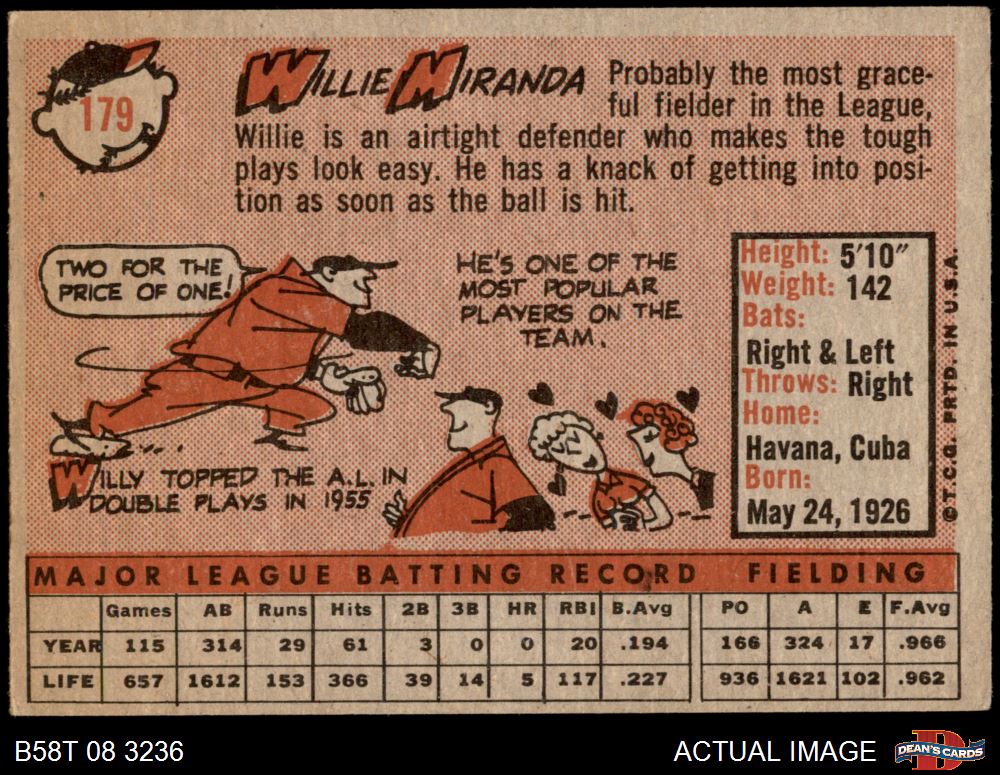 179
WILLIE MIRANDA
Probably the most grace-
ful fielder in the League,
Willie is an airtight defender who makes the tough
plays look easy. He has a knack of getting into posi-
tion as soon as the ball is hit.
TWO FOR THE
PRICE OF ONE!
WILLY TOPPED THE A.L. IN
DOUBLE PLAYS IN 1955
HE'S ONE OF THE
MOST POPULAR
PLAYERS ON THE
TEAM.
Height: 5'10"
Weight: 142
Bats:
Right & Left
Throws: Right
Home:
Havana, Cuba
Born:
May 24, 1926
©T.C.G. PRTD. IN U.S.A.
MAJOR LEAGUE BATTING RECORD FIELDING
Games AB Runs Hits 2B 3B HR RBI B.Avg PO A E F.Avg
YEAR 115 314 29 61 3 0 0 20 .194 166 324 17 .966
LIFE 657 1612 153 366 39 14 5 117 .227 936 1621 102 .962
B58T 08 3236
ACTUAL IMAGE
DEAN'S CARDS